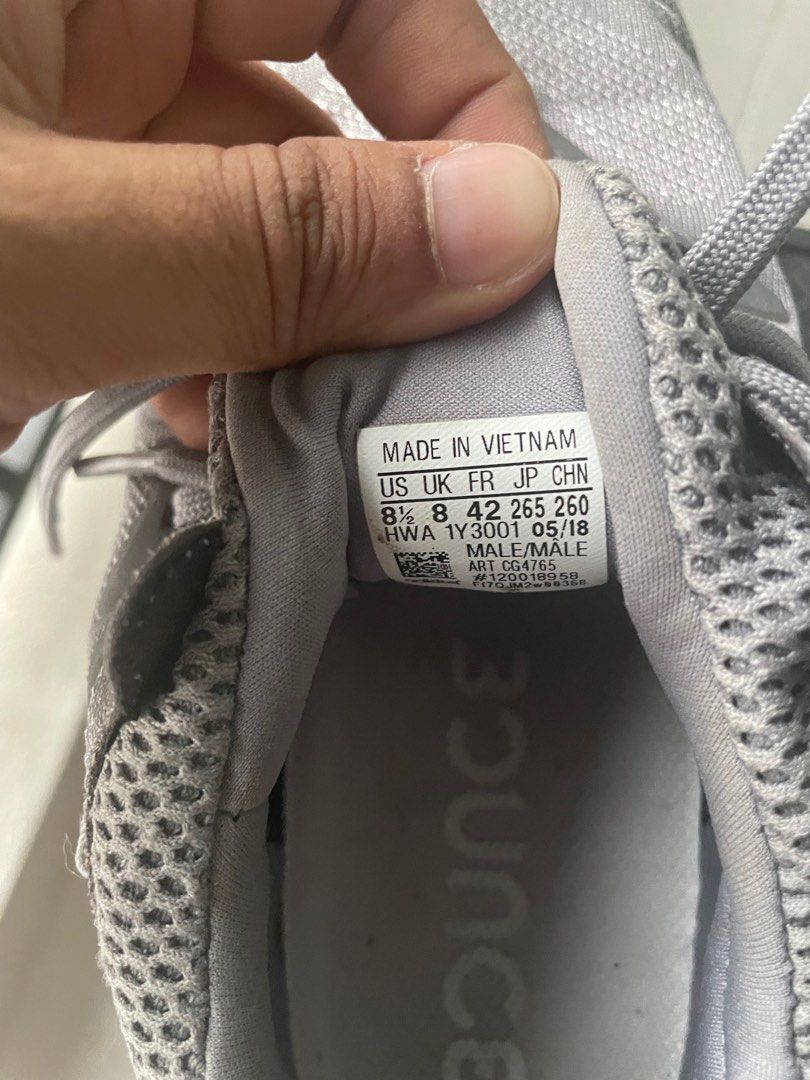 MADE IN VIETNAM
US UK FR JP CHN
8½ 8 42 265 260
HWA 1Y3001 05/18
MALE/MÂLE
ART CG4765
#120018958
BOUNCE